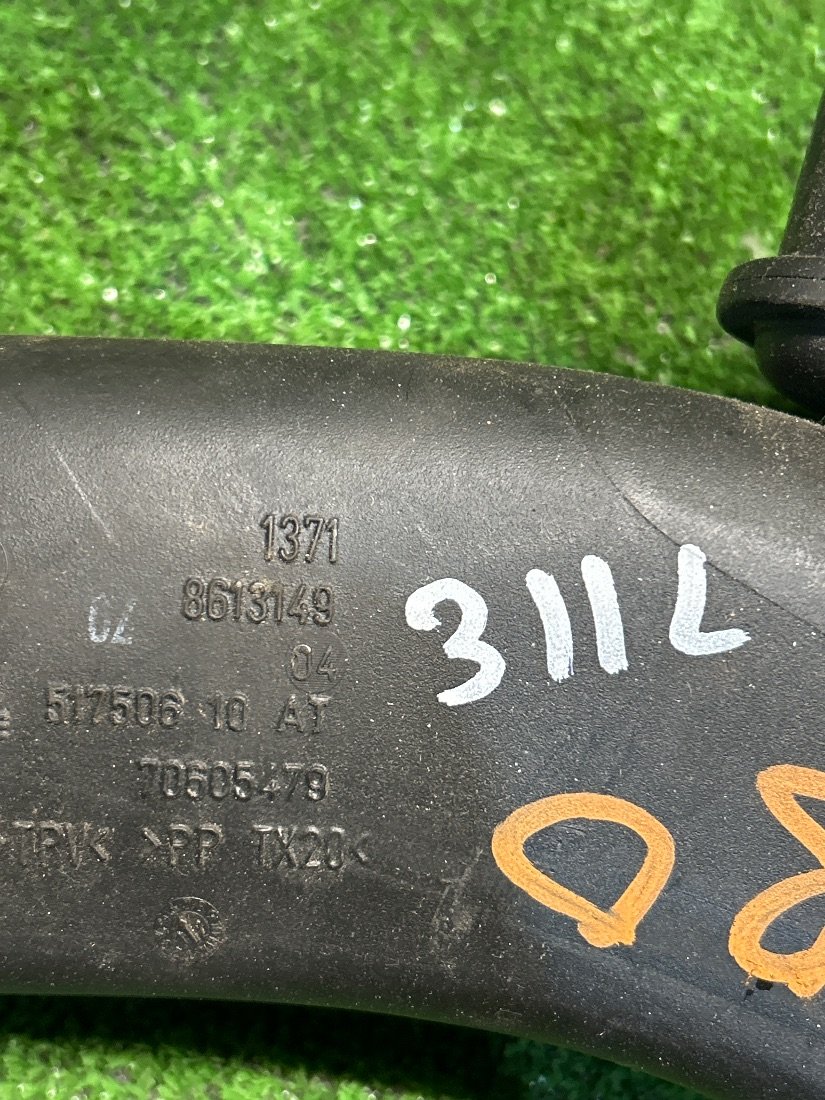 1371
8613149
04
517506 10 AT
70605479
>TPV< >PP TX20<
311L